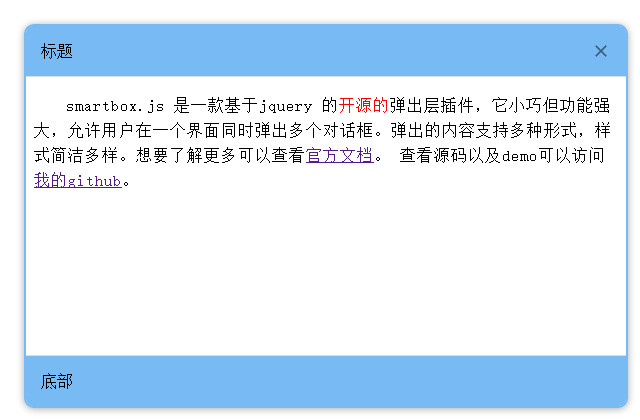 标题
smartbox.js 是一款基于jquery 的开源的弹出层插件，它小巧但功能强
大，允许用户在一个界面同时弹出多个对话框。弹出的内容支持多种形式，样
式简洁多样。想要了解更多可以查看官方文档。 查看源码以及demo可以访问
我的github。
底部